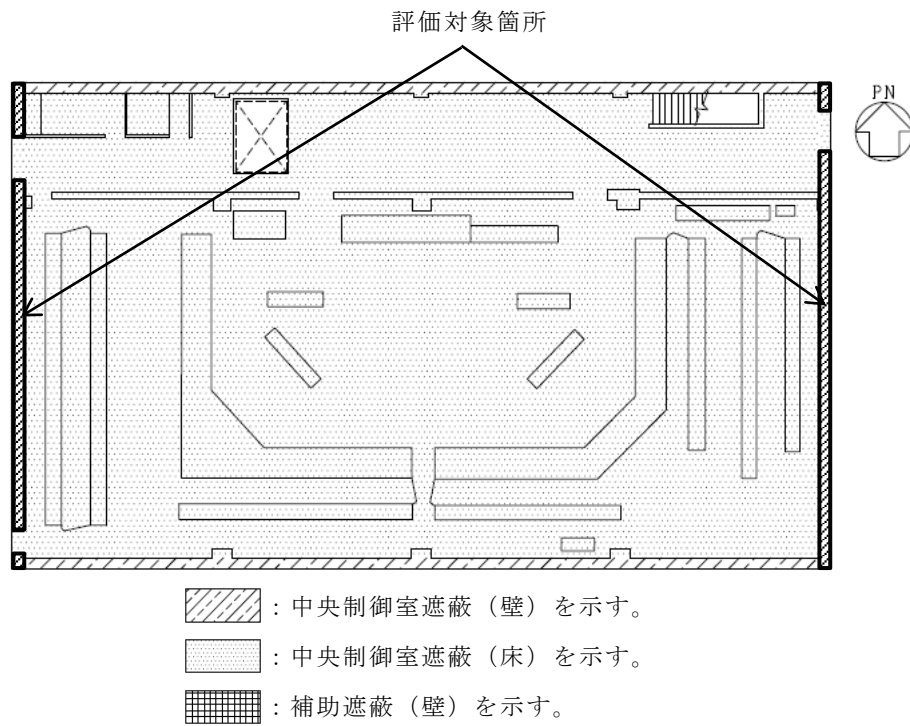 評価対象箇所
PN
：中央制御室遮蔽（壁）を示す。
：中央制御室遮蔽（床）を示す。
：補助遮蔽（壁）を示す。